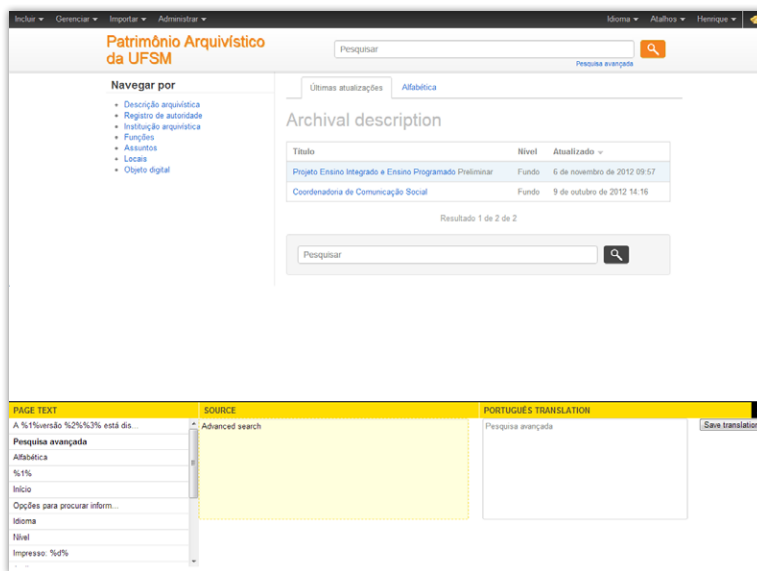 Incluir Gerenciar Importar Administrar Idioma Atalhos Henrique
Patrimônio Arquivístico
da UFSM
Pesquisar
Pesquisa avançada
Navegar por
Descrição arquivística
Registro de autoridade
Instituição arquivística
Funções
Assuntos
Locais
Objeto digital
Últimas atualizações Alfabética
Archival description
Título Nível Atualizado
Projeto Ensino Integrado e Ensino Programado Preliminar Fundo 6 de novembro de 2012 09:57
Coordenadoria de Comunicação Social Fundo 9 de outubro de 2012 14:16
Resultado 1 de 2 de 2
Pesquisar
PAGE TEXT SOURCE PORTUGUÊS TRANSLATION
A %1%versão %2%%3% está dis... Advanced search Pesquisa avançada Save translation
Pesquisa avançada
Alfabética
%1%
Início
Opções para procurar inform...
Idioma
Nível
Impresso: %d%